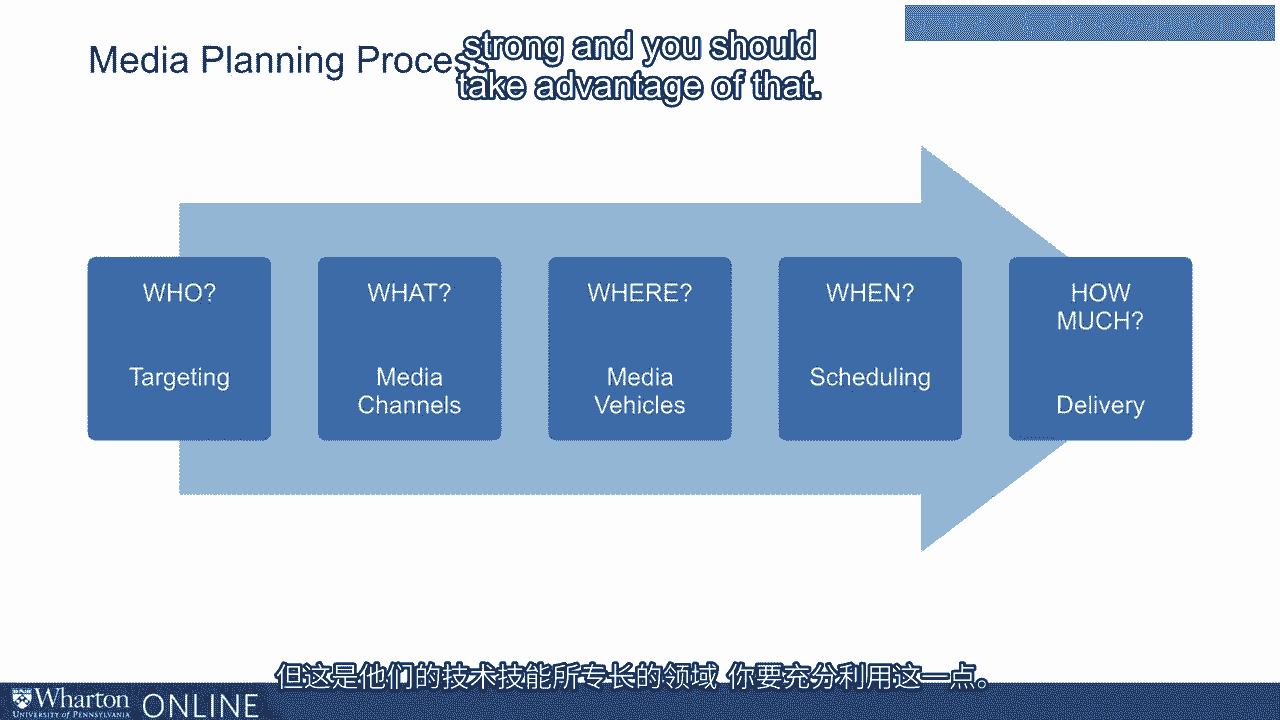 strong and you should
take advantage of that.
Media Planning Process
WHO?
Targeting
WHAT?
Media
Channels
WHERE?
Media
Vehicles
WHEN?
Scheduling
HOW
MUCH?
Delivery
但这是他们的技术技能所专长的领域 你要充分利用这一点。
Wharton
UNIVERSITY of PENNSYLVANIA
ONLINE